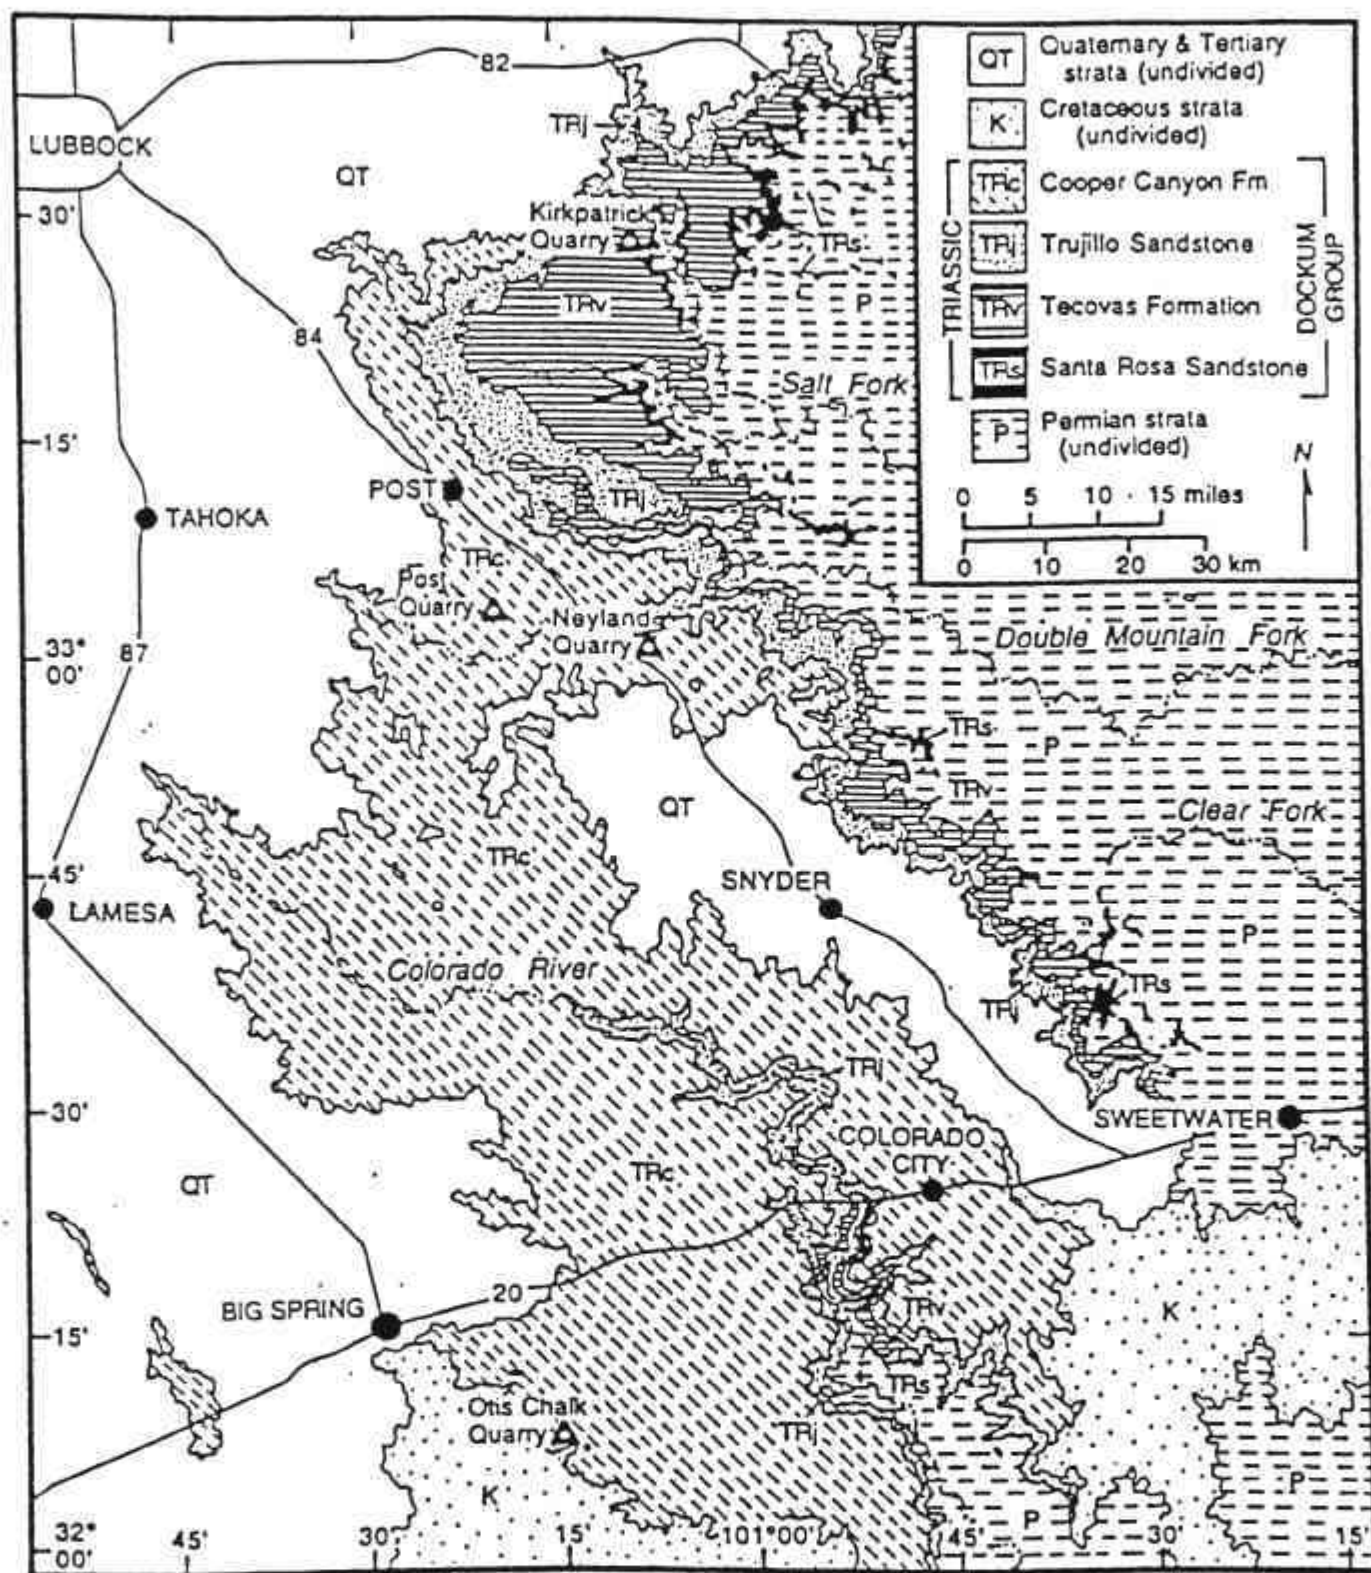 QT Quaternary & Tertiary
strata (undivided)
K Cretaceous strata
(undivided)
TRc Cooper Canyon Fm
TRj Trujillo Sandstone
TRv Tecovas Formation
TRs Santa Rosa Sandstone
P Permian strata
(undivided)
TRIASSIC
DOCKUM
GROUP
N
0 5 10 15 miles
0 10 20 30 km
82
LUBBOCK
TRj
QT
30'
Kirkpatrick
Quarry
TRs
TRv
P
84
Salt Fork
15'
POST
TRj
TAHOKA
TRc
Post
Quarry
Neyland
Quarry
Double Mountain Fork
87
33°
00'
TRs
P
QT
TRv
Clear Fork
TRc
45'
SNYDER
LAMESA
P
Colorado River
TRs
TRj
TRj
30'
SWEETWATER
COLORADO
CITY
TRc
QT
20
BIG SPRING
TRv
K
15'
TRs
Otis Chalk
Quarry
TRj
P
K
P
32°
00'
45'
30'
15'
101° 00'
45'
30'
15'